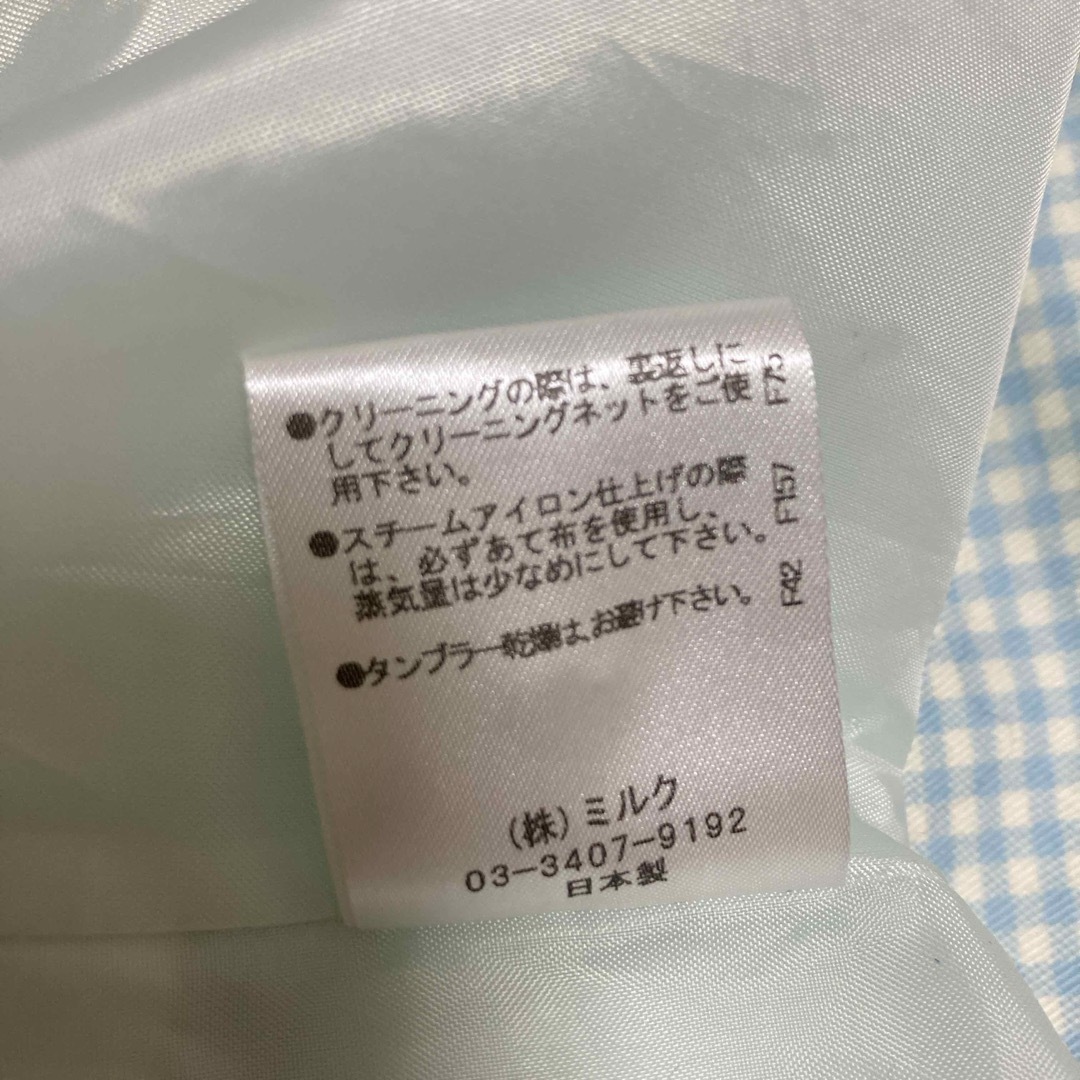 ●クリーニングの際は、裏返しに
してクリーニングネットをご使
用下さい。
F75
●スチームアイロン仕上げの際
は、必ずあて布を使用し、
蒸気量は少なめにして下さい。
F157
●タンブラー乾燥は、お避け下さい。
F42
(株)ミルク
03-3407-9192
日本製